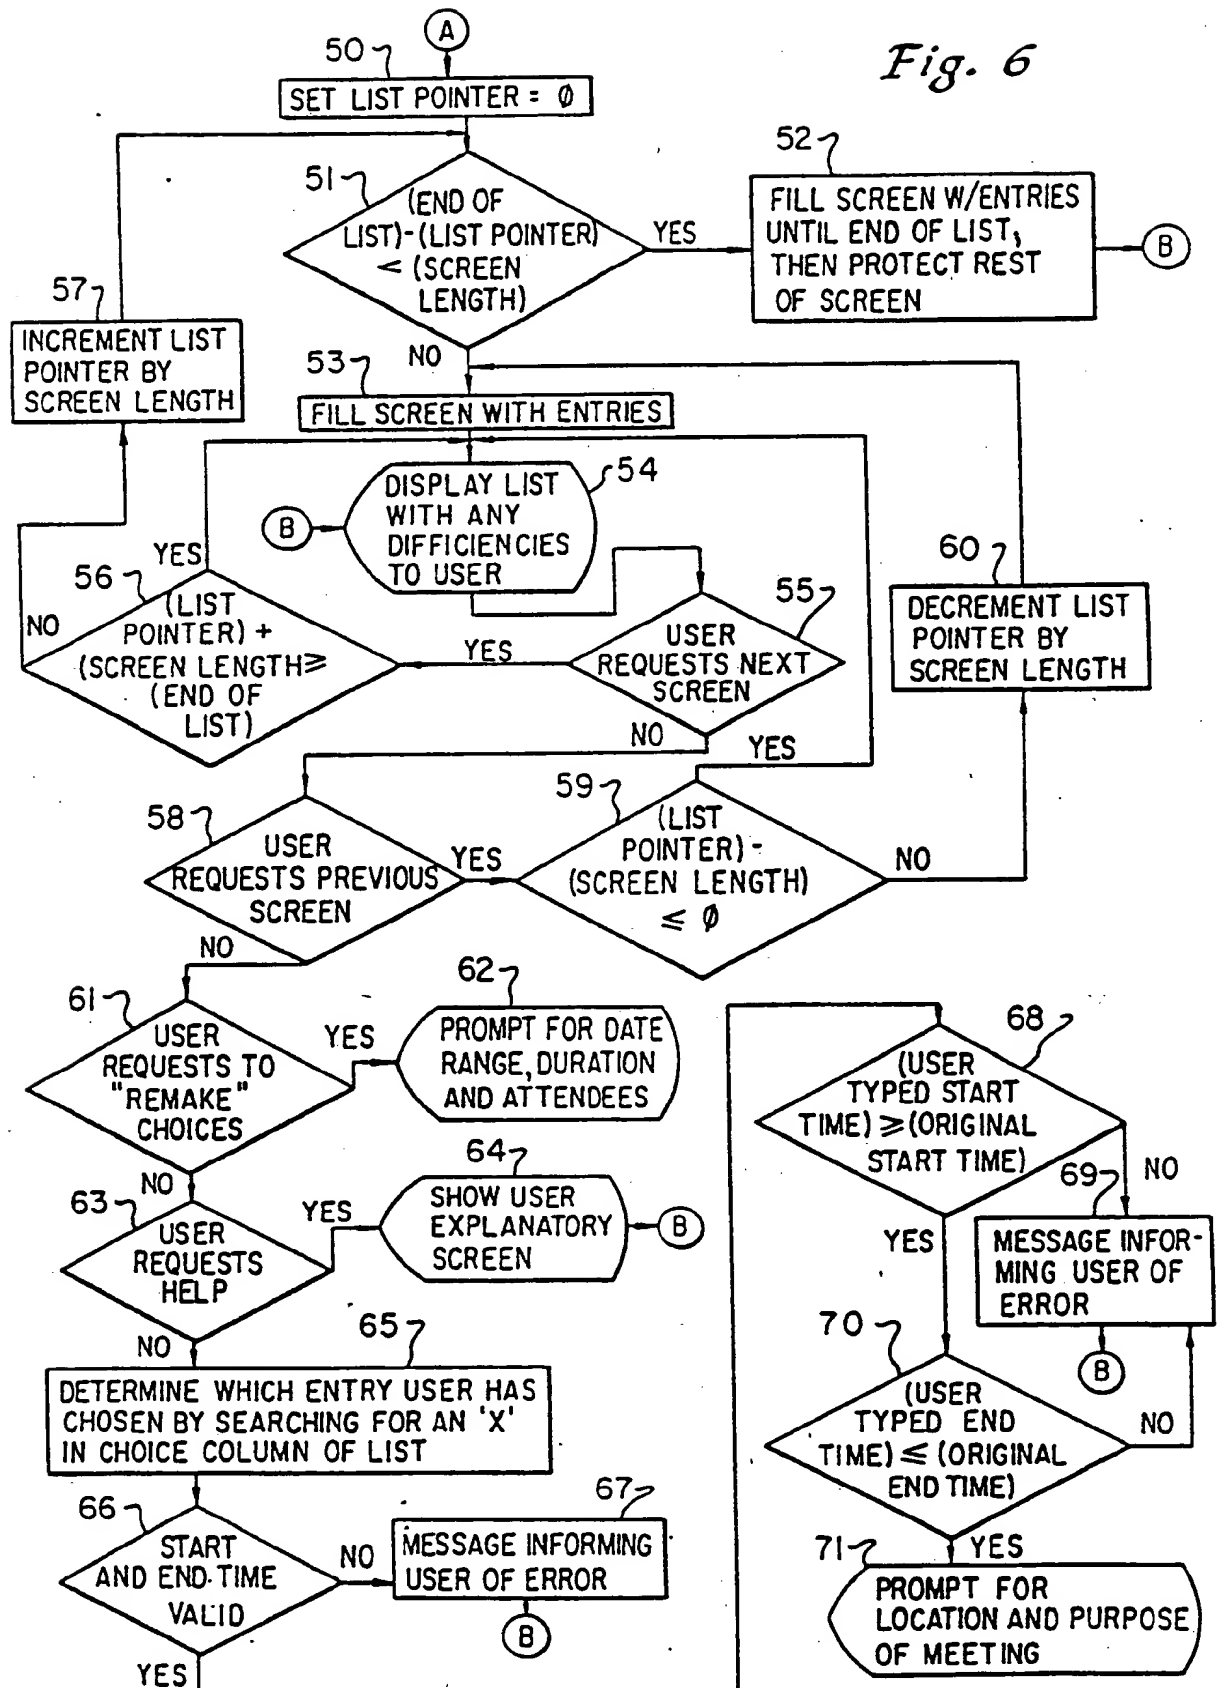 A
Fig. 6
50
SET LIST POINTER = Ø
51
(END OF
LIST)-(LIST POINTER)
< (SCREEN
LENGTH)
YES
NO
52
FILL SCREEN W/ENTRIES
UNTIL END OF LIST,
THEN PROTECT REST
OF SCREEN
B
57
INCREMENT LIST
POINTER BY
SCREEN LENGTH
53
FILL SCREEN WITH ENTRIES
54
DISPLAY LIST
WITH ANY
DIFFICIENCIES
TO USER
B
55
USER
REQUESTS NEXT
SCREEN
YES
NO
56
(LIST
POINTER) +
(SCREEN LENGTH≥
(END OF
LIST)
YES
NO
60
DECREMENT LIST
POINTER BY
SCREEN LENGTH
58
USER
REQUESTS PREVIOUS
SCREEN
YES
NO
59
(LIST
POINTER)-
(SCREEN LENGTH)
≤ Ø
YES
NO
61
USER
REQUESTS TO
"REMAKE"
CHOICES
YES
NO
62
PROMPT FOR DATE
RANGE, DURATION
AND ATTENDEES
63
USER
REQUESTS
HELP
YES
NO
64
SHOW USER
EXPLANATORY
SCREEN
B
65
DETERMINE WHICH ENTRY USER HAS
CHOSEN BY SEARCHING FOR AN 'X'
IN CHOICE COLUMN OF LIST
66
START
AND END-TIME
VALID
NO
YES
67
MESSAGE INFORMING
USER OF ERROR
B
68
(USER
TYPED START
TIME) ≥ (ORIGINAL
START TIME)
NO
YES
69
MESSAGE INFOR-
MING USER OF
ERROR
B
70
(USER
TYPED END
TIME) ≤ (ORIGINAL
END TIME)
NO
YES
71
PROMPT FOR
LOCATION AND PURPOSE
OF MEETING